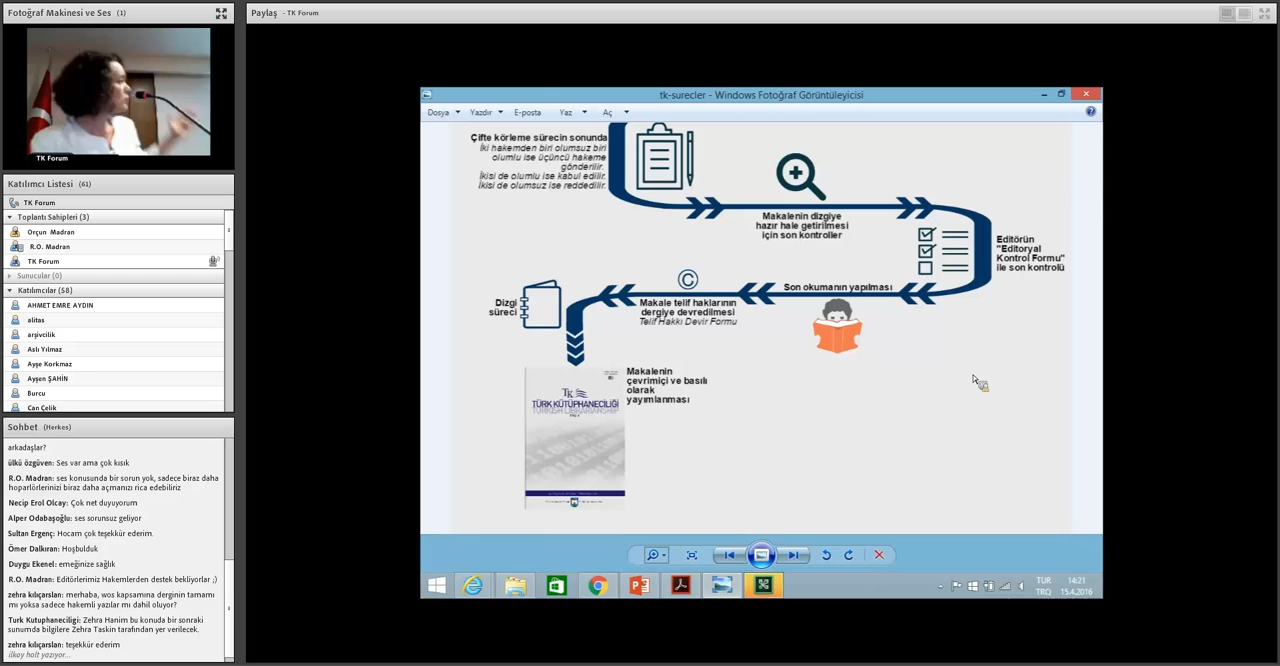 Fotoğraf Makinesi ve Ses (1)
TK Forum
Katılımcı Listesi (61)
TK Forum
Toplantı Sahipleri (3)
Orçun Madran
R.O. Madran
TK Forum
Sunucular (0)
Katılımcılar (58)
AHMET EMRE AYDIN
alitas
arşivcilik
Aslı Yılmaz
Ayşe Korkmaz
Ayşen ŞAHİN
Burcu
Can Çelik
Sohbet (Herkes)
arkadaşlar?
ülkü özgüven: Ses var ama çok kısık
R.O. Madran: ses konusunda bir sorun yok, sadece biraz daha
hoparlörlerinizi biraz daha açmanızı rica edebiliriz
Necip Erol Olcay: Çok net duyuyorum
Alper Odabaşoğlu: ses sorunsuz geliyor
Sultan Ergenç: Hocam çok teşekkür ederim.
Ömer Dalkıran: Hoşbulduk
Duygu Ekenel: emeğinize sağlık
R.O. Madran: Editörlerimiz Hakemlerden destek bekliyorlar ;)
zehra kılıçarslan: merhaba, wos kapsamına derginin tamamı
mı yoksa sadece hakemli yazılar mı dahil oluyor?
Turk Kutuphaneciligi: Zehra Hanim bu konuda bir sonraki
sunumda bilgilere Zehra Taskin tarafından yer verilecek.
zehra kılıçarslan: teşekkür ederim
ilkay holt yazıyor...
Paylaş - TK Forum
tk-surecler - Windows Fotoğraf Görüntüleyicisi
Dosya Yazdır E-posta Yaz Aç
Çifte körleme sürecin sonunda
İki hakemden biri olumsuz biri
olumlu ise üçüncü hakeme
gönderilir.
İkisi de olumlu ise kabul edilir.
İkisi de olumsuz ise reddedilir.
Makalenin dizgiye
hazır hale getirilmesi
için son kontroller
Editörün
"Editoryal
Kontrol Formu"
ile son kontrolü
Son okumanın yapılması
©
Makale telif haklarının
dergiye devredilmesi
Telif Hakkı Devir Formu
Dizgi
süreci
Makalenin
çevrimiçi ve basılı
olarak
yayımlanması
TK
TÜRK KÜTÜPHANECİLİĞİ
TURKISH LIBRARIANSHIP
TUR 14:21
TRQ 15.4.2016